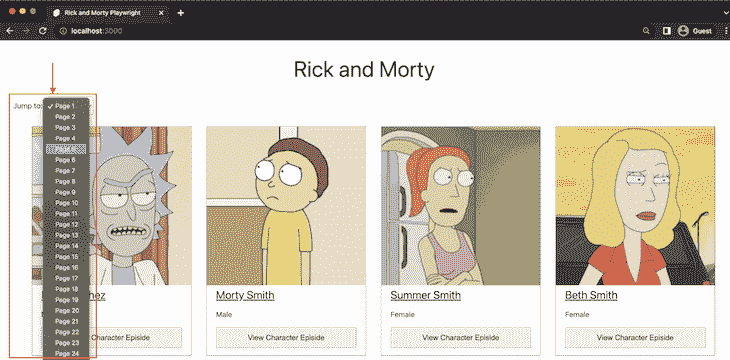 Rick and Morty Playwright
localhost:3000
Guest
Rick and Morty
Jump to:
Page 1
Page 2
Page 3
Page 4
Page 6
Page 7
Page 8
Page 9
Page 10
Page 11
Page 12
Page 13
Page 14
Page 15
Page 16
Page 17
Page 18
Page 19
Page 20
Page 21
Page 22
Page 23
Page 24
Morty Smith
Summer Smith
Beth Smith
Male
Female
Female
View Character Episide
View Character Episide
View Character Episide
View Character Episide